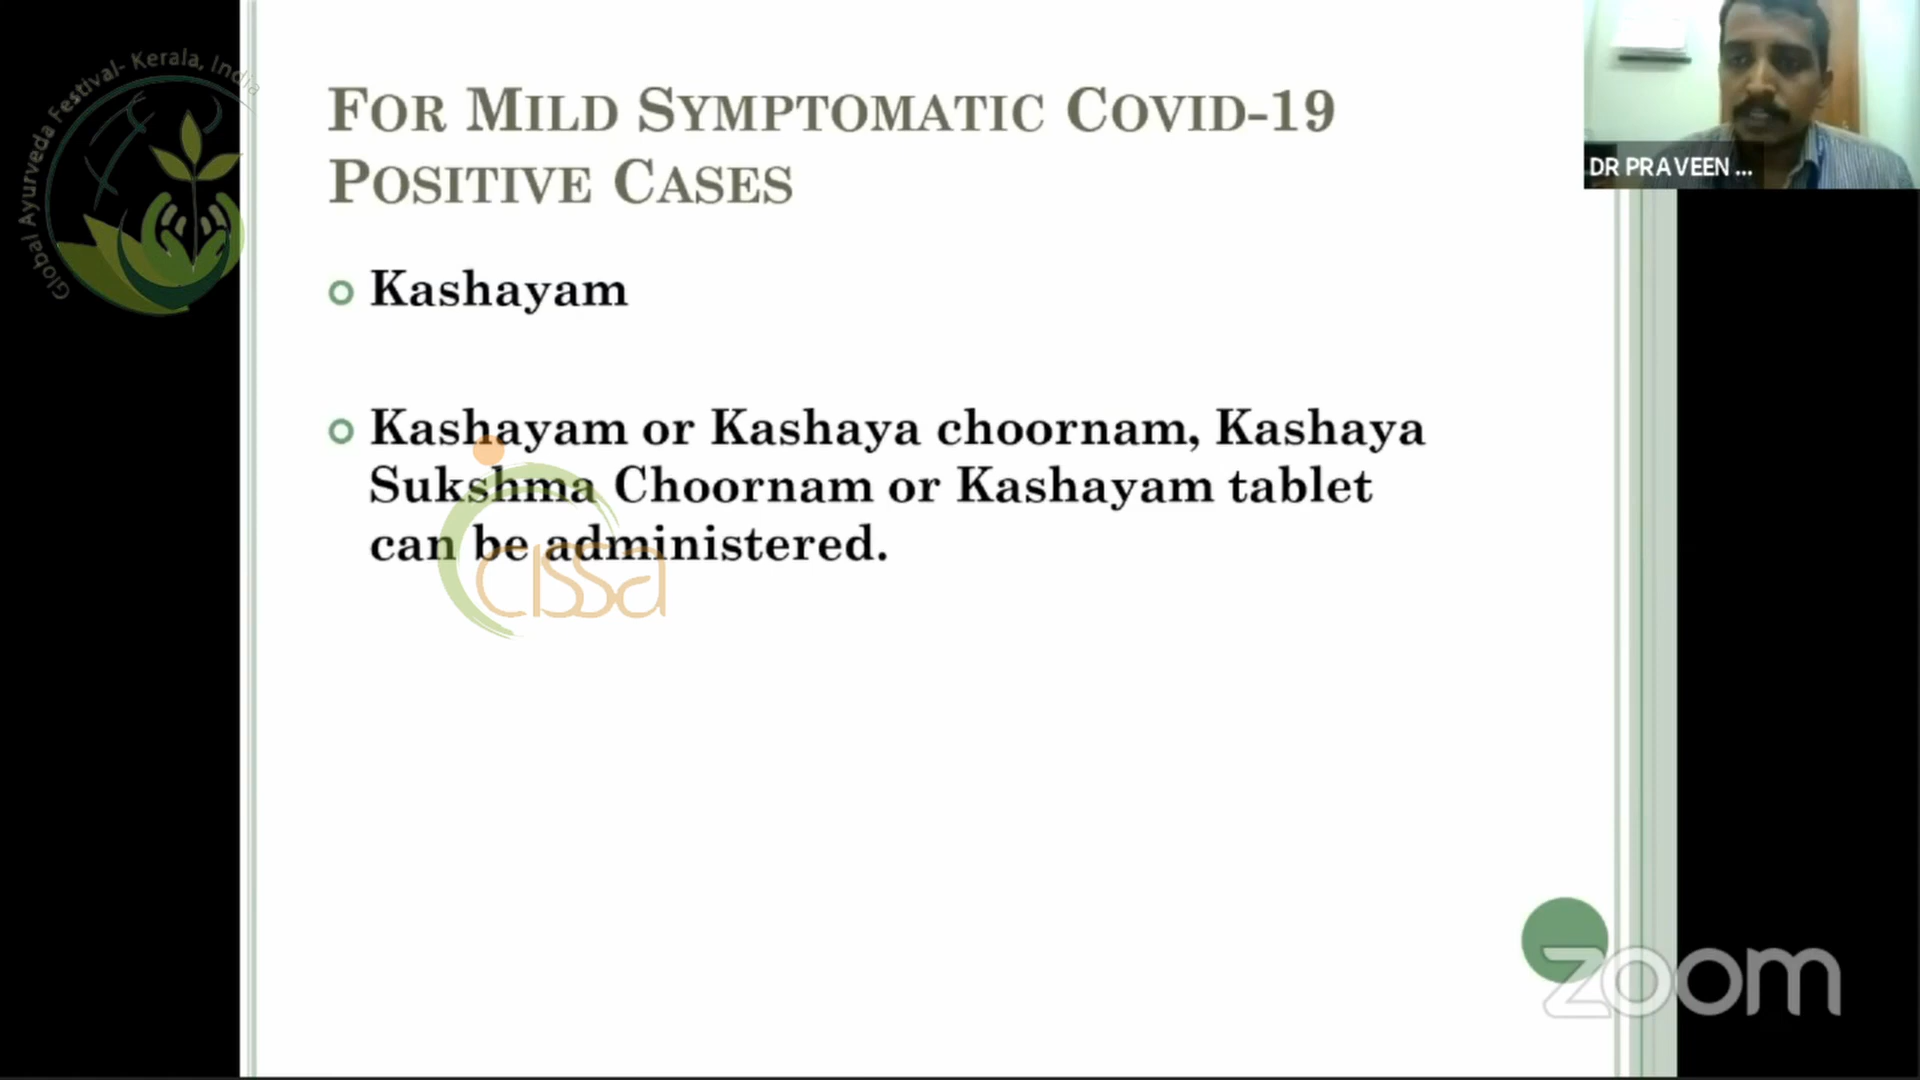 Global Ayurveda Festival- Kerala, India
FOR MILD SYMPTOMATIC COVID-19
POSITIVE CASES
DR PRAVEEN ...
Kashayam
Kashayam or Kashaya choornam, Kashaya
Sukshma Choornam or Kashayam tablet
can be administered.
cissa
zoom